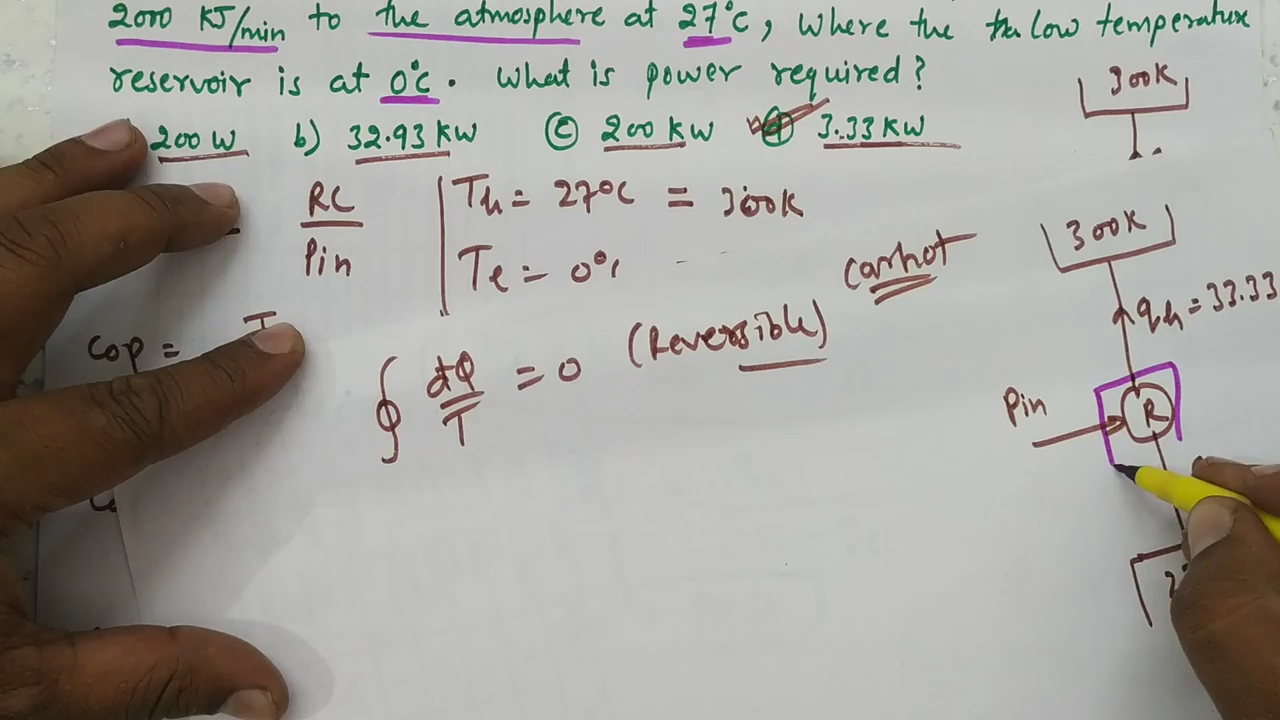 2000 KJ/min to the atmosphere at 27°C, where the low temperature
reservoir is at 0°C. What is power required?
200 W b) 32.93 KW c) 200 KW d) 3.33 KW
300K
RC
Pin
Th = 27°C = 300K
Tl = 0°C
Carnot
300K
qh = 33.33
Cop =
∮ dQ/T = 0 (Reversible)
Pin
R